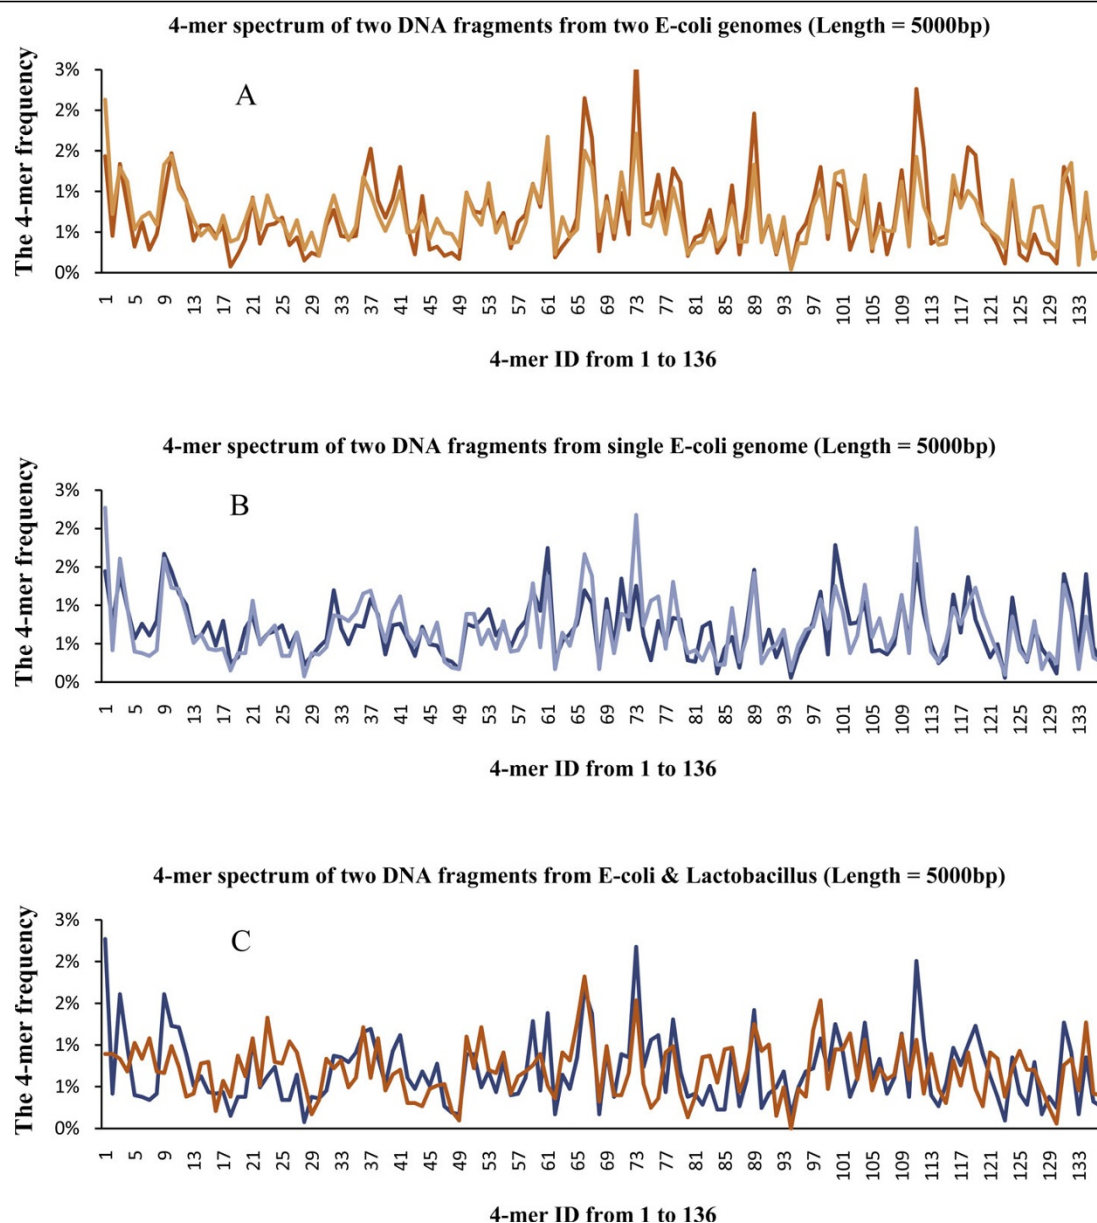 4-mer spectrum of two DNA fragments from two E-coli genomes (Length = 5000bp)
The 4-mer frequency
A
3%
2%
2%
1%
1%
0%
1 5 9 13 17 21 25 29 33 37 41 45 49 53 57 61 65 69 73 77 81 85 89 93 97 101 105 109 113 117 121 125 129 133
4-mer ID from 1 to 136
4-mer spectrum of two DNA fragments from single E-coli genome (Length = 5000bp)
The 4-mer frequency
B
3%
2%
2%
1%
1%
0%
1 5 9 13 17 21 25 29 33 37 41 45 49 53 57 61 65 69 73 77 81 85 89 93 97 101 105 109 113 117 121 125 129 133
4-mer ID from 1 to 136
4-mer spectrum of two DNA fragments from E-coli & Lactobacillus (Length = 5000bp)
The 4-mer frequency
C
3%
2%
2%
1%
1%
0%
1 5 9 13 17 21 25 29 33 37 41 45 49 53 57 61 65 69 73 77 81 85 89 93 97 101 105 109 113 117 121 125 129 133
4-mer ID from 1 to 136